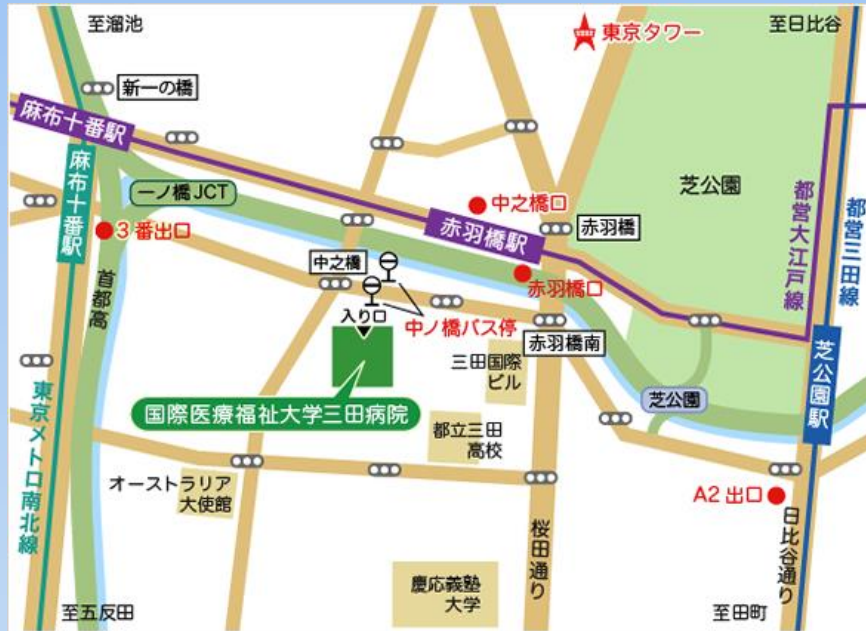 至溜池
東京タワー
至日比谷
新一の橋
麻布十番駅
麻布十番駅
一ノ橋JCT
3番出口
首都高
中之橋口
赤羽橋駅
赤羽橋
芝公園
都営大江戸線
都営三田線
中之橋
赤羽橋口
入り口
中ノ橋バス停
赤羽橋南
三田国際
ビル
芝公園
芝公園駅
国際医療福祉大学三田病院
都立三田
高校
東京メトロ南北線
オーストラリア
大使館
A2出口
桜田通り
日比谷通り
慶応義塾
大学
至五反田
至田町